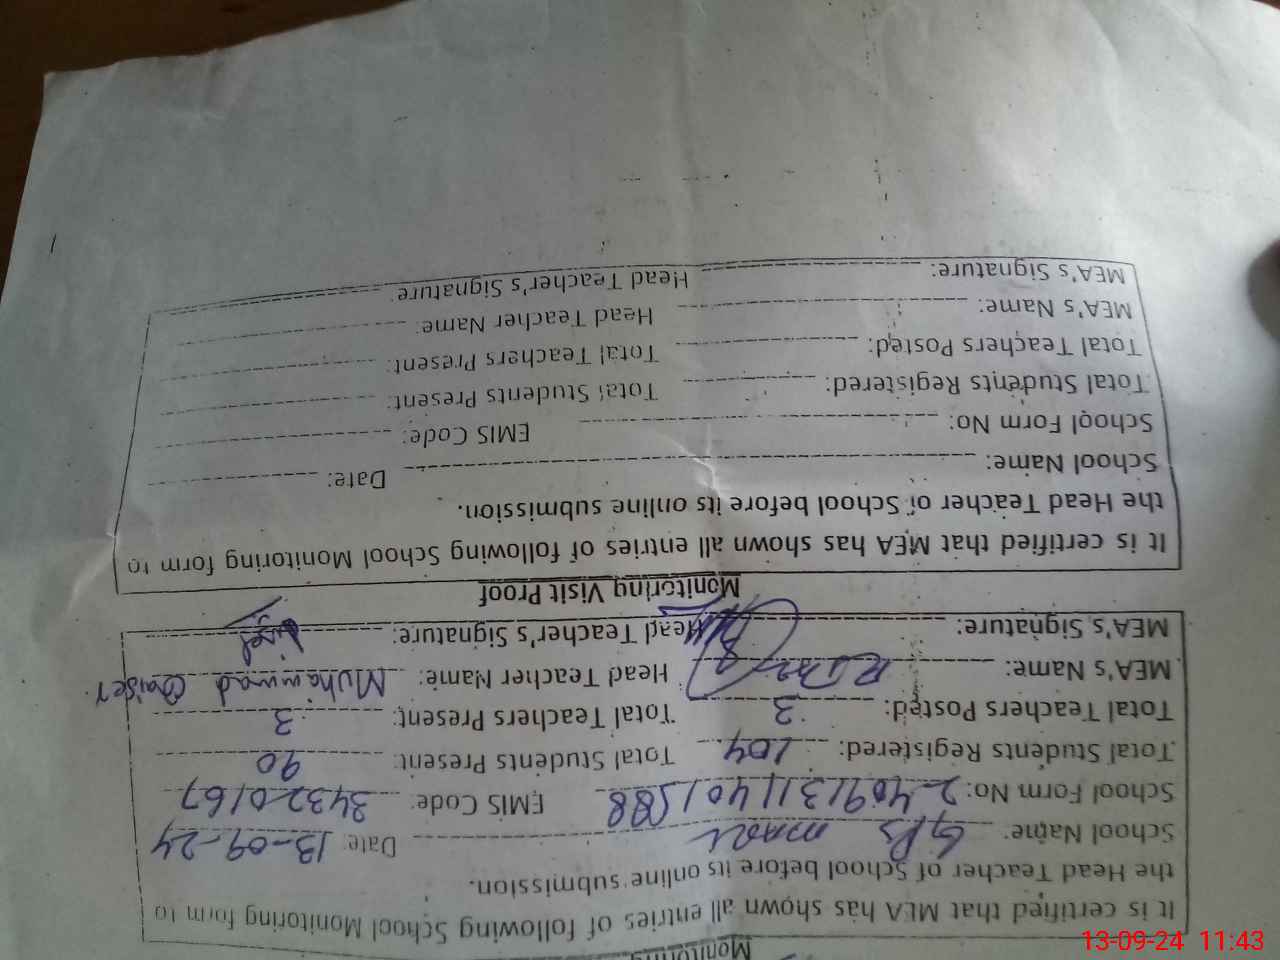 Monitoring
It is certified that MEA has shown all entries of following School Monitoring form to
the Head Teacher of School before its online submission.
School Name: GPS Date: 13-09-24
School Form No: EMIS Code: 34320167
Total Students Registered: 104 Total Students Present: 90
Total Teachers Posted: 3 Total Teachers Present: 3
MEA's Name: Head Teacher Name: Muhammad Qaiser
MEA's Signature: Head Teacher's Signature:
Monitoring Visit Proof
It is certified that MEA has shown all entries of following School Monitoring form to
the Head Teacher of School before its online submission.
School Name: Date:
School Form No: EMIS Code:
Total Students Registered: Total Students Present:
Total Teachers Posted: Total Teachers Present:
MEA's Name: Head Teacher Name:
MEA's Signature: Head Teacher's Signature:
13-09-24 11:43